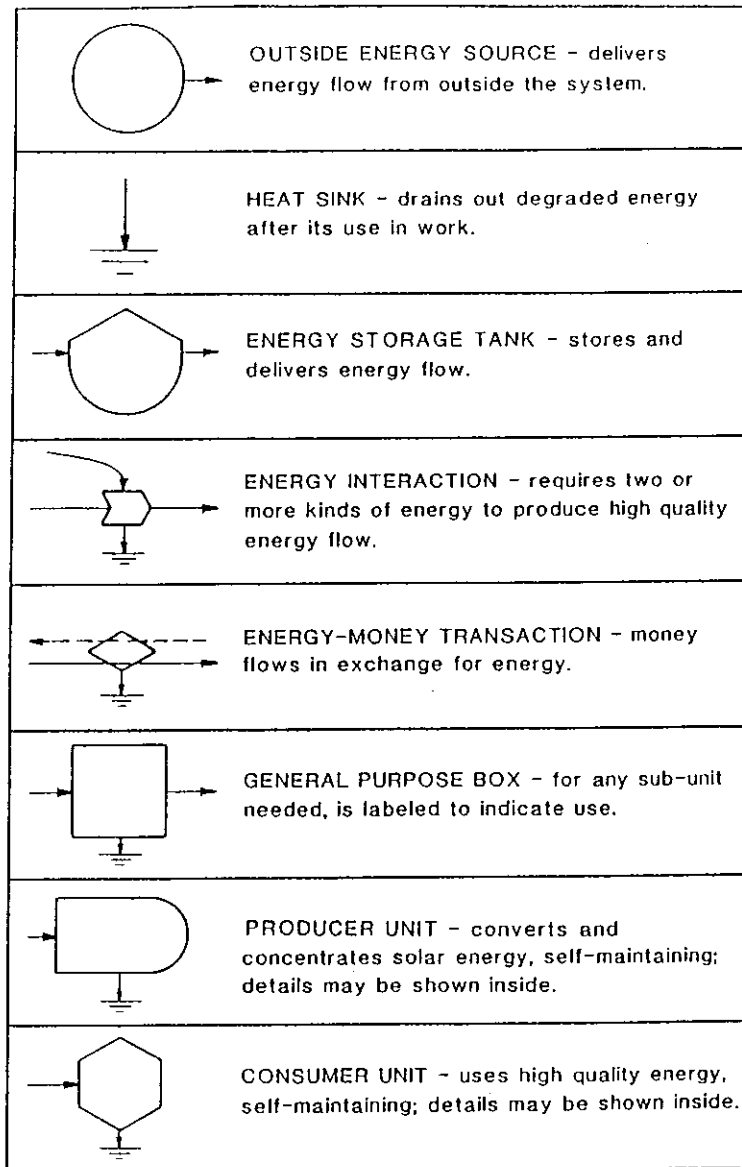 OUTSIDE ENERGY SOURCE - delivers
energy flow from outside the system.
HEAT SINK - drains out degraded energy
after its use in work.
ENERGY STORAGE TANK - stores and
delivers energy flow.
ENERGY INTERACTION - requires two or
more kinds of energy to produce high quality
energy flow.
ENERGY-MONEY TRANSACTION - money
flows in exchange for energy.
GENERAL PURPOSE BOX - for any sub-unit
needed, is labeled to indicate use.
PRODUCER UNIT - converts and
concentrates solar energy, self-maintaining;
details may be shown inside.
CONSUMER UNIT - uses high quality energy,
self-maintaining; details may be shown inside.